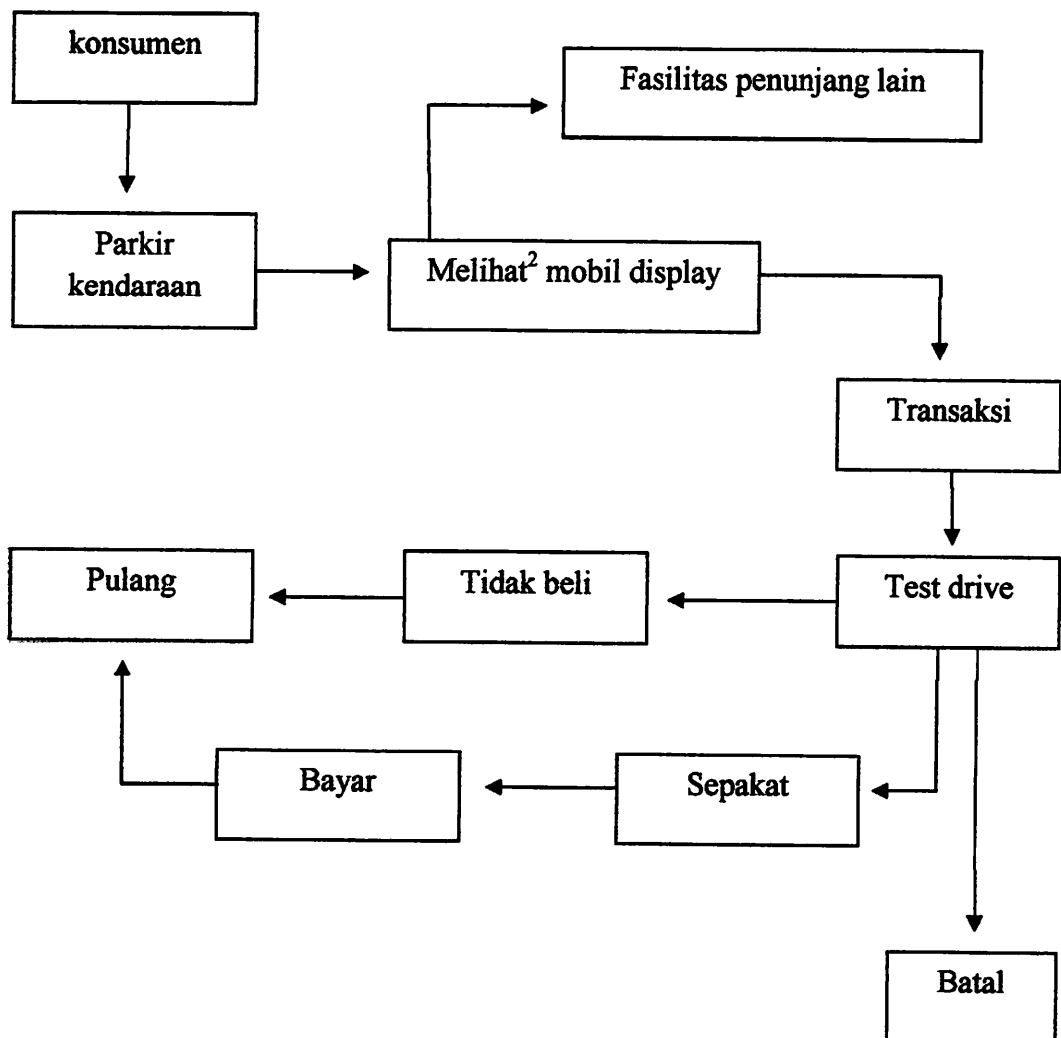 konsumen
Fasilitas penunjang lain
Parkir
kendaraan
Melihat² mobil display
Transaksi
Pulang
Tidak beli
Test drive
Bayar
Sepakat
Batal